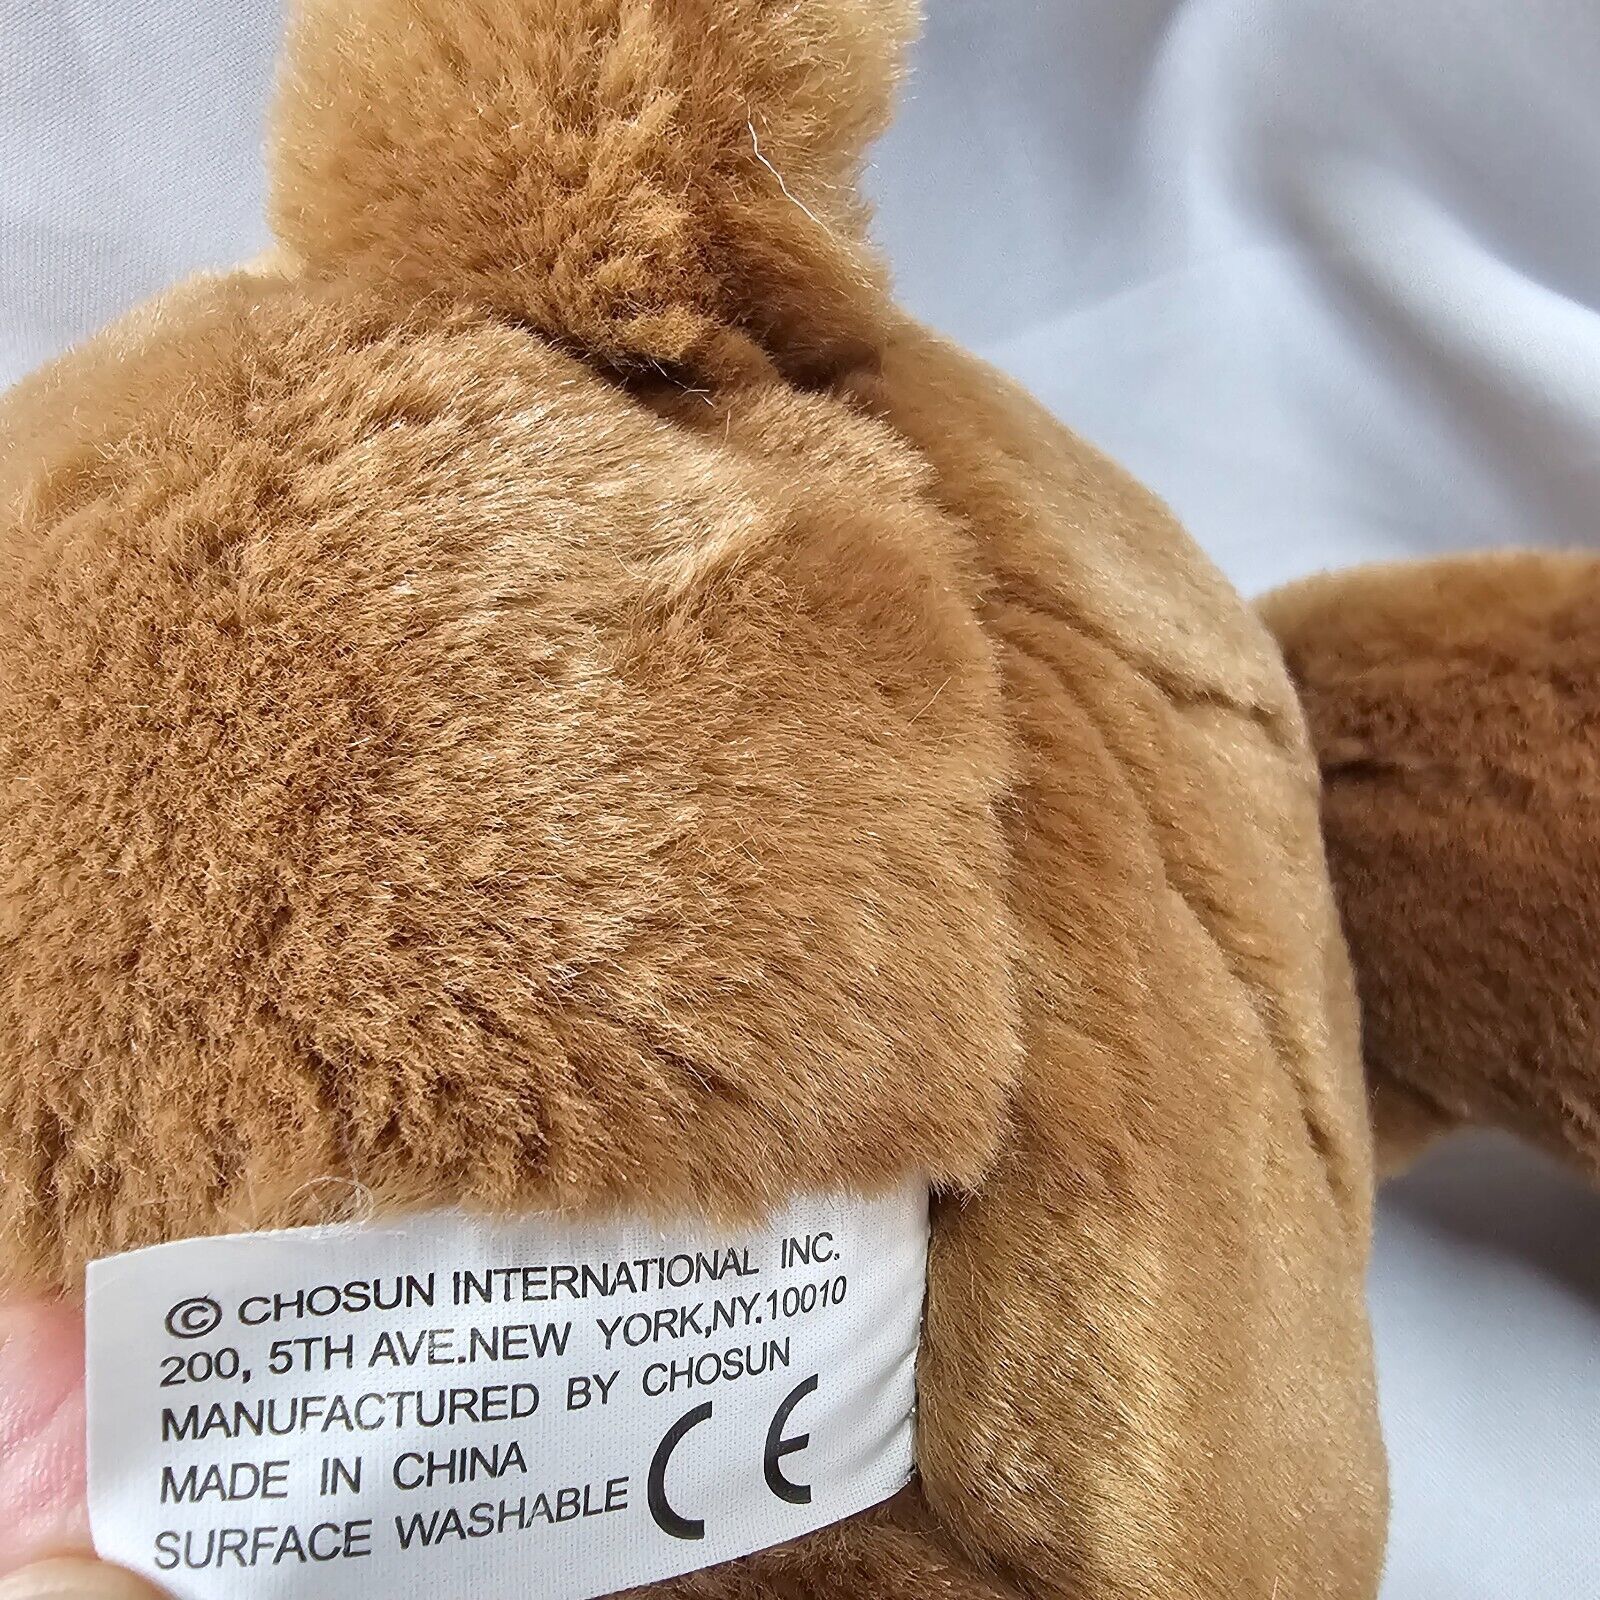 © CHOSUN INTERNATIONAL INC.
200, 5TH AVE.NEW YORK,NY.10010
MANUFACTURED BY CHOSUN
MADE IN CHINA
SURFACE WASHABLE CE